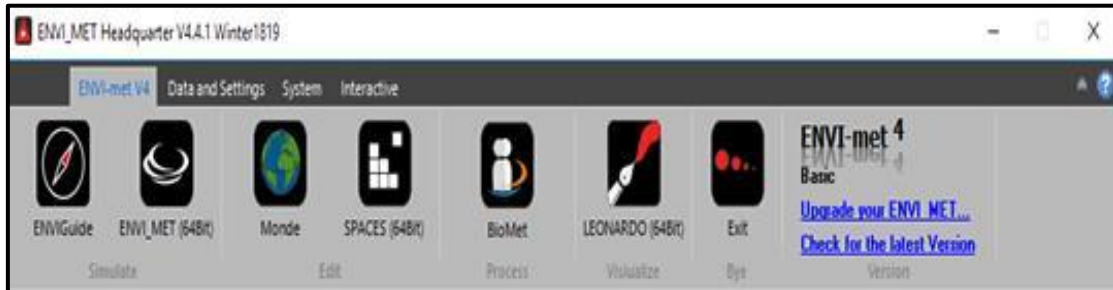 ENVI_MET Headquarter V4.4.1 Winter1819
ENVI-met V4 Data and Settings System Interactive
ENVI-met 4
Basic
Upgrade your ENVI_MET...
Check for the latest Version
ENVIGuide ENVI_MET (64Bit) Monde SPACES (64Bit) BioMet LEONARDO (64Bit) Exit
Simulate Edit Process Visiualize Bye Version